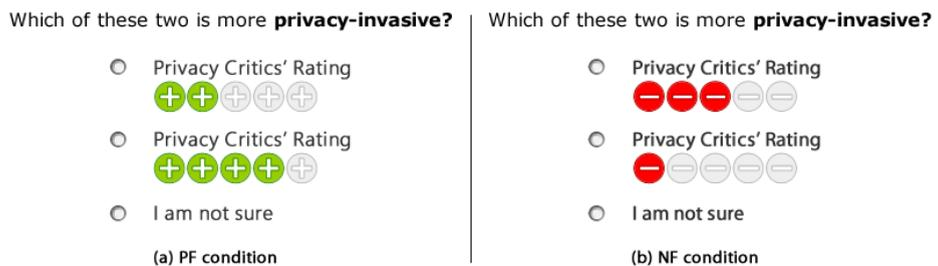 Which of these two is more privacy-invasive?
Privacy Critics' Rating
Privacy Critics' Rating
I am not sure
(a) PF condition
Which of these two is more privacy-invasive?
Privacy Critics' Rating
Privacy Critics' Rating
I am not sure
(b) NF condition